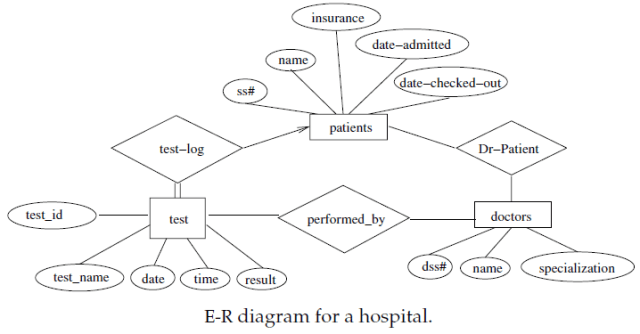 insurance
date-admitted
name
date-checked-out
ss#
patients
test-log
Dr-Patient
test_id
test
performed_by
doctors
test_name
date
time
result
dss#
name
specialization
E-R diagram for a hospital.